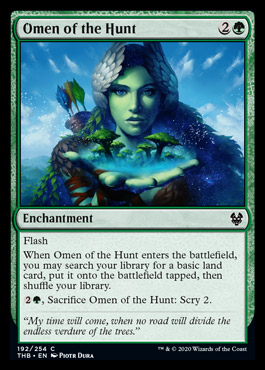 Omen of the Hunt 2
Enchantment
Flash
When Omen of the Hunt enters the battlefield,
you may search your library for a basic land
card, put it onto the battlefield tapped, then
shuffle your library.
2, Sacrifice Omen of the Hunt: Scry 2.
"My time will come, when no road will divide the
endless verdure of the trees."
192/254 C
THB • EN Piotr Dura
™ & © 2020 Wizards of the Coast